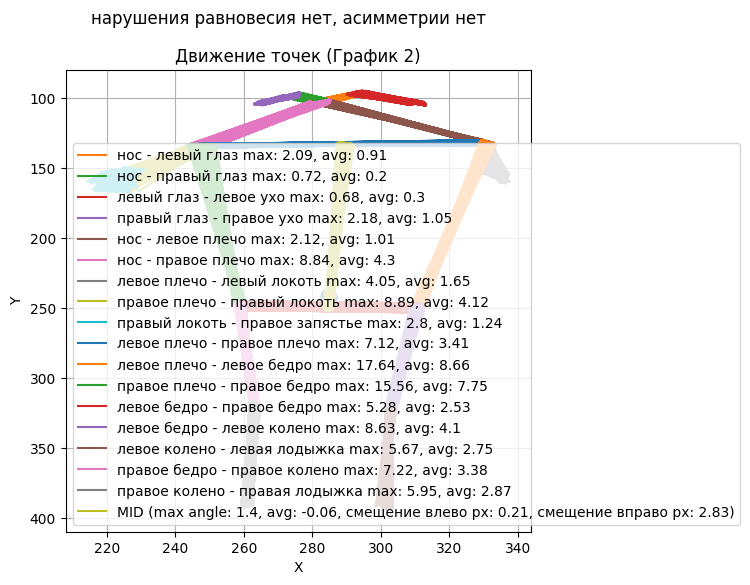 нарушения равновесия нет, асимметрии нет
Движение точек (График 2)
100
150
200
250
300
350
400
Y
нос - левый глаз max: 2.09, avg: 0.91
нос - правый глаз max: 0.72, avg: 0.2
левый глаз - левое ухо max: 0.68, avg: 0.3
правый глаз - правое ухо max: 2.18, avg: 1.05
нос - левое плечо max: 2.12, avg: 1.01
нос - правое плечо max: 8.84, avg: 4.3
левое плечо - левый локоть max: 4.05, avg: 1.65
правое плечо - правый локоть max: 8.89, avg: 4.12
правый локоть - правое запястье max: 2.8, avg: 1.24
левое плечо - правое плечо max: 7.12, avg: 3.41
левое плечо - левое бедро max: 17.64, avg: 8.66
правое плечо - правое бедро max: 15.56, avg: 7.75
левое бедро - правое бедро max: 5.28, avg: 2.53
левое бедро - левое колено max: 8.63, avg: 4.1
левое колено - левая лодыжка max: 5.67, avg: 2.75
правое бедро - правое колено max: 7.22, avg: 3.38
правое колено - правая лодыжка max: 5.95, avg: 2.87
MID (max angle: 1.4, avg: -0.06, смещение влево px: 0.21, смещение вправо px: 2.83)
220 240 260 280 300 320 340
X